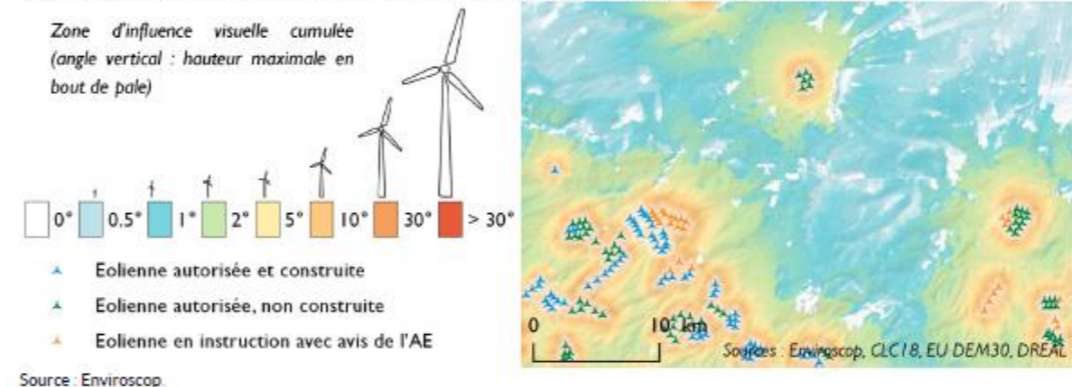 Zone d'influence visuelle cumulée
(angle vertical : hauteur maximale en
bout de pale)
0° 0.5° 1° 2° 5° 10° 30° > 30°
Eolienne autorisée et construite
Eolienne autorisée, non construite
Eolienne en instruction avec avis de l'AE
0 10 km
Sources : Enviroscop, CLC18, EU DEM30, DREAL
Source : Enviroscop.